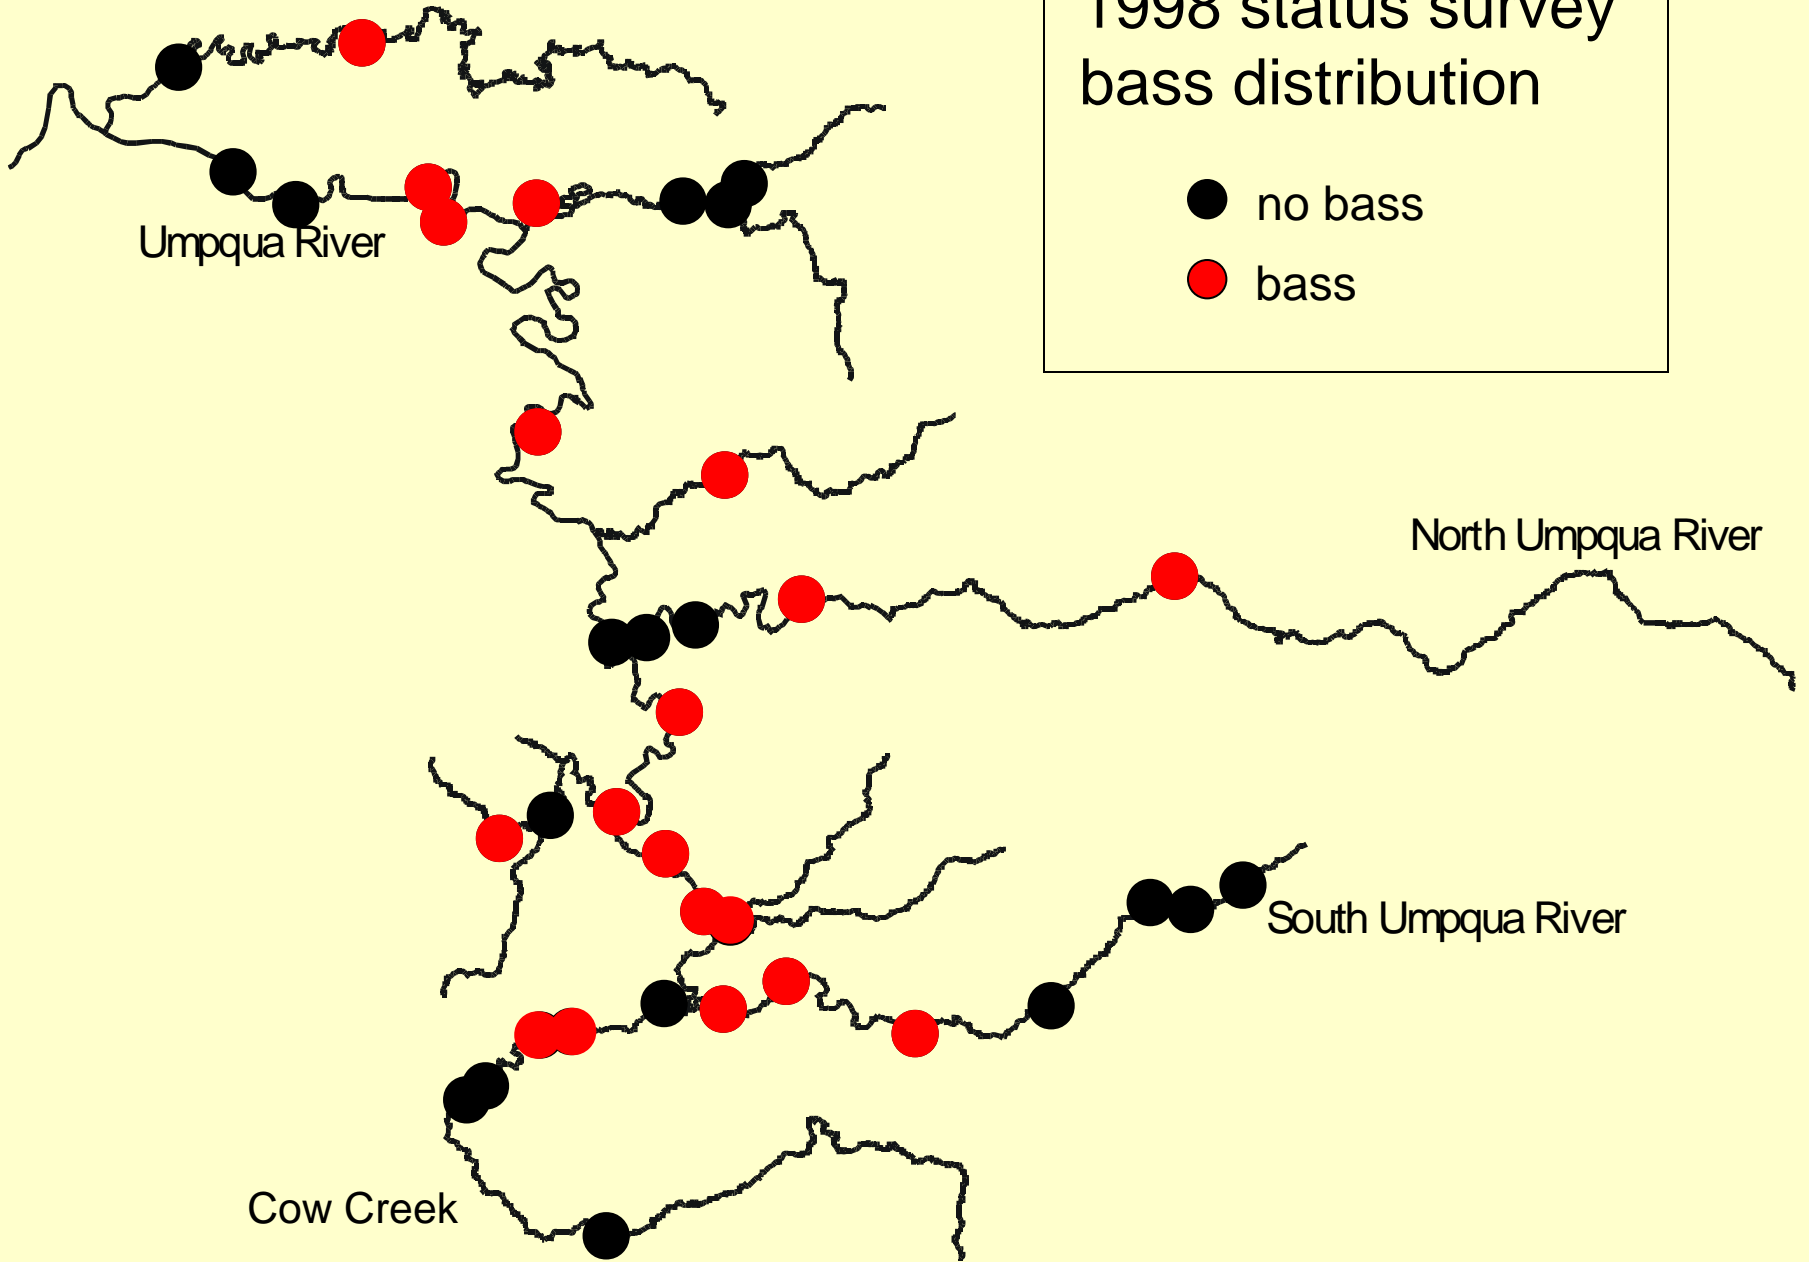 1998 status survey
bass distribution
no bass
bass
Umpqua River
North Umpqua River
South Umpqua River
Cow Creek